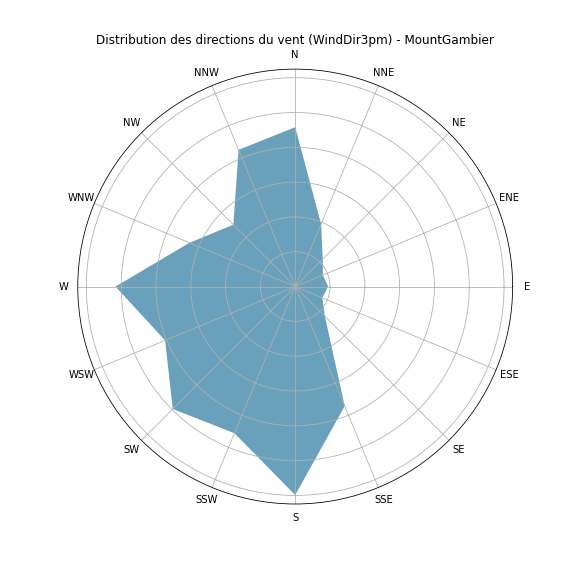 Distribution des directions du vent (WindDir3pm) - MountGambier
N
NNW
NNE
NW
NE
WNW
ENE
W
E
WSW
ESE
SW
SE
SSW
SSE
S